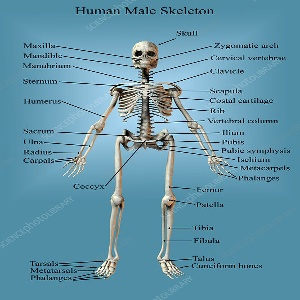 Human Male Skeleton
Skull
Maxilla
Mandible
Manubrium
Sternum
Humerus
Sacrum
Ulna
Radius
Carpals
Coccyx
Tarsals
Metatarsals
Phalanges
Zygomatic arch
Cervical vertebrae
Clavicle
Scapula
Costal cartilage
Rib
Vertebral column
Ilium
Pubis
Pubic symphysis
Ischium
Metacarpels
Phalanges
Femur
Patella
Tibia
Fibula
Talus
Cuneiform bones